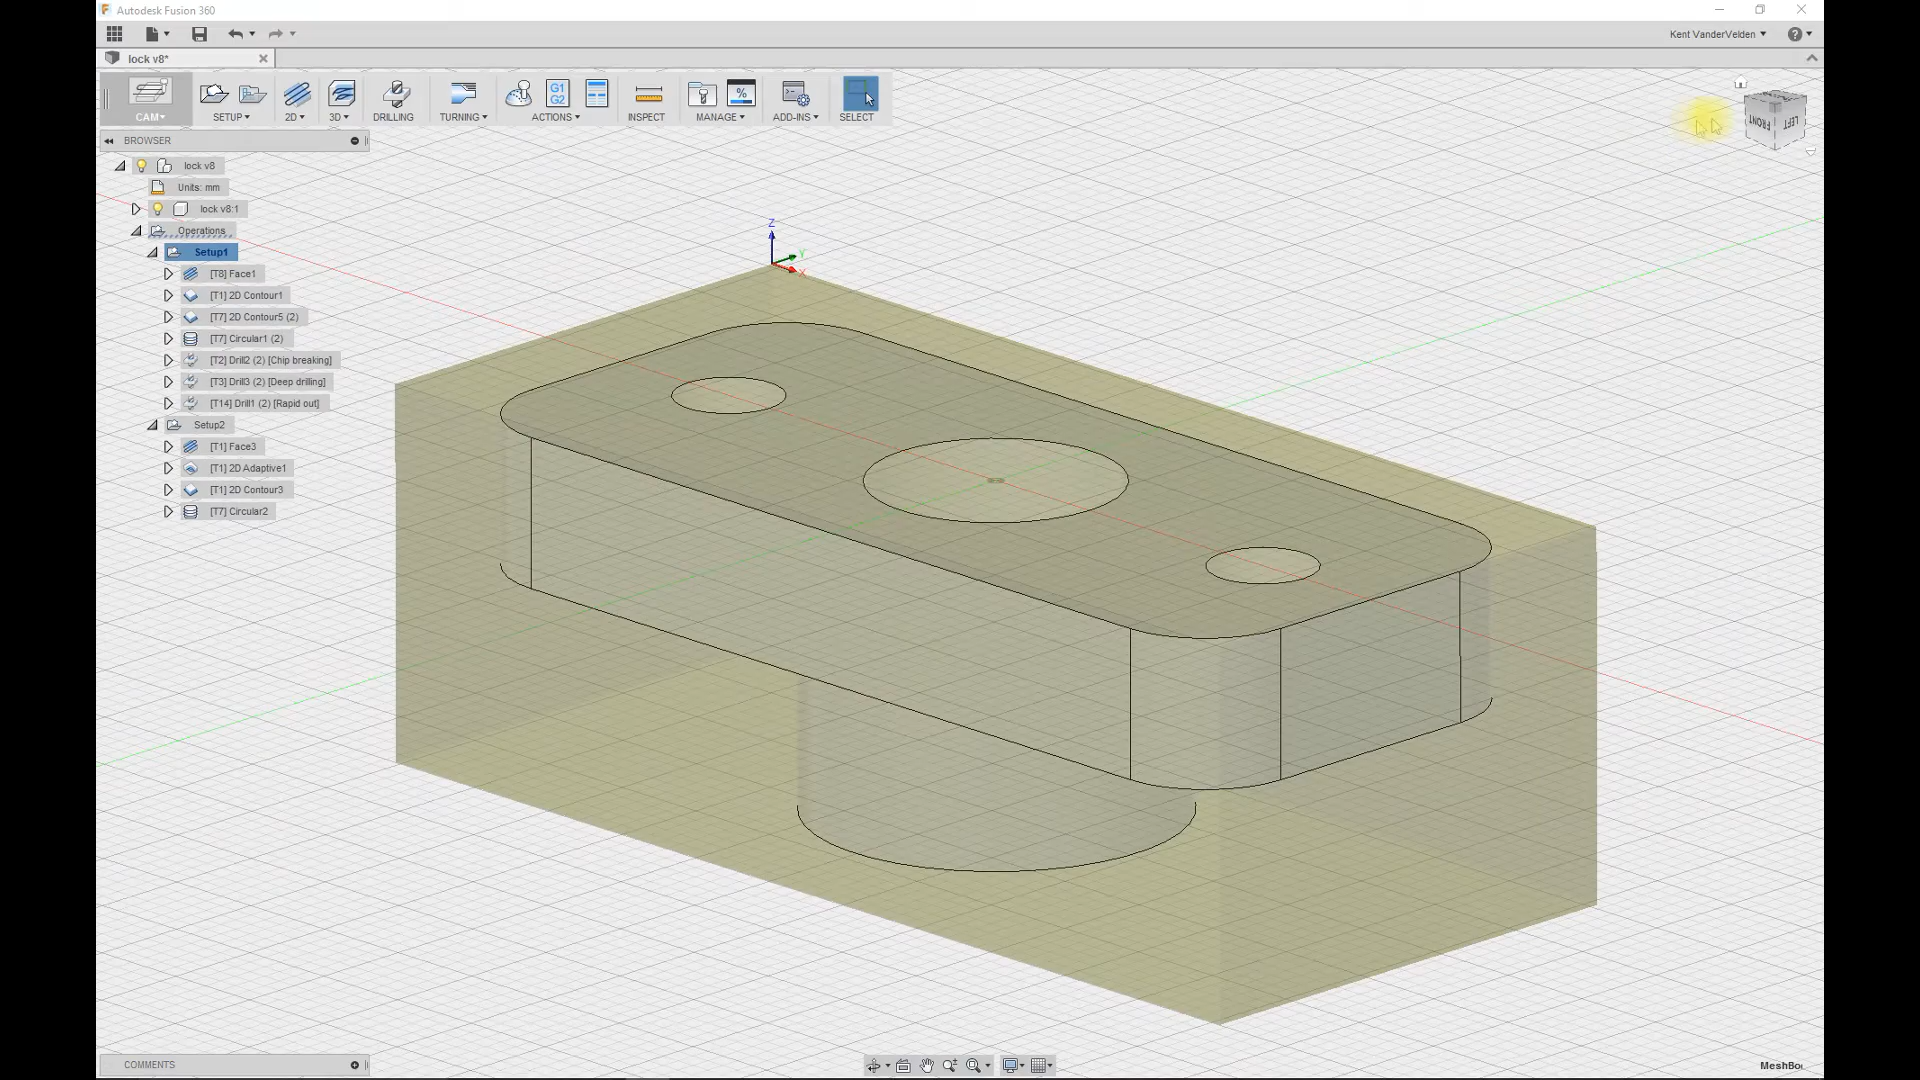 Autodesk Fusion 360
Kent VanderVelden
lock v8*
CAM
SETUP
2D
3D
DRILLING
TURNING
G1
G2
ACTIONS
INSPECT
%
MANAGE
ADD-INS
SELECT
FRONT
LEFT
BROWSER
lock v8
Units: mm
lock v8:1
Operations
Setup1
[T8] Face1
[T1] 2D Contour1
[T7] 2D Contour5 (2)
[T7] Circular1 (2)
[T2] Drill2 (2) [Chip breaking]
[T3] Drill3 (2) [Deep drilling]
[T14] Drill1 (2) [Rapid out]
Setup2
[T1] Face3
[T1] 2D Adaptive1
[T1] 2D Contour3
[T7] Circular2
Z
Y
X
COMMENTS
MeshBo